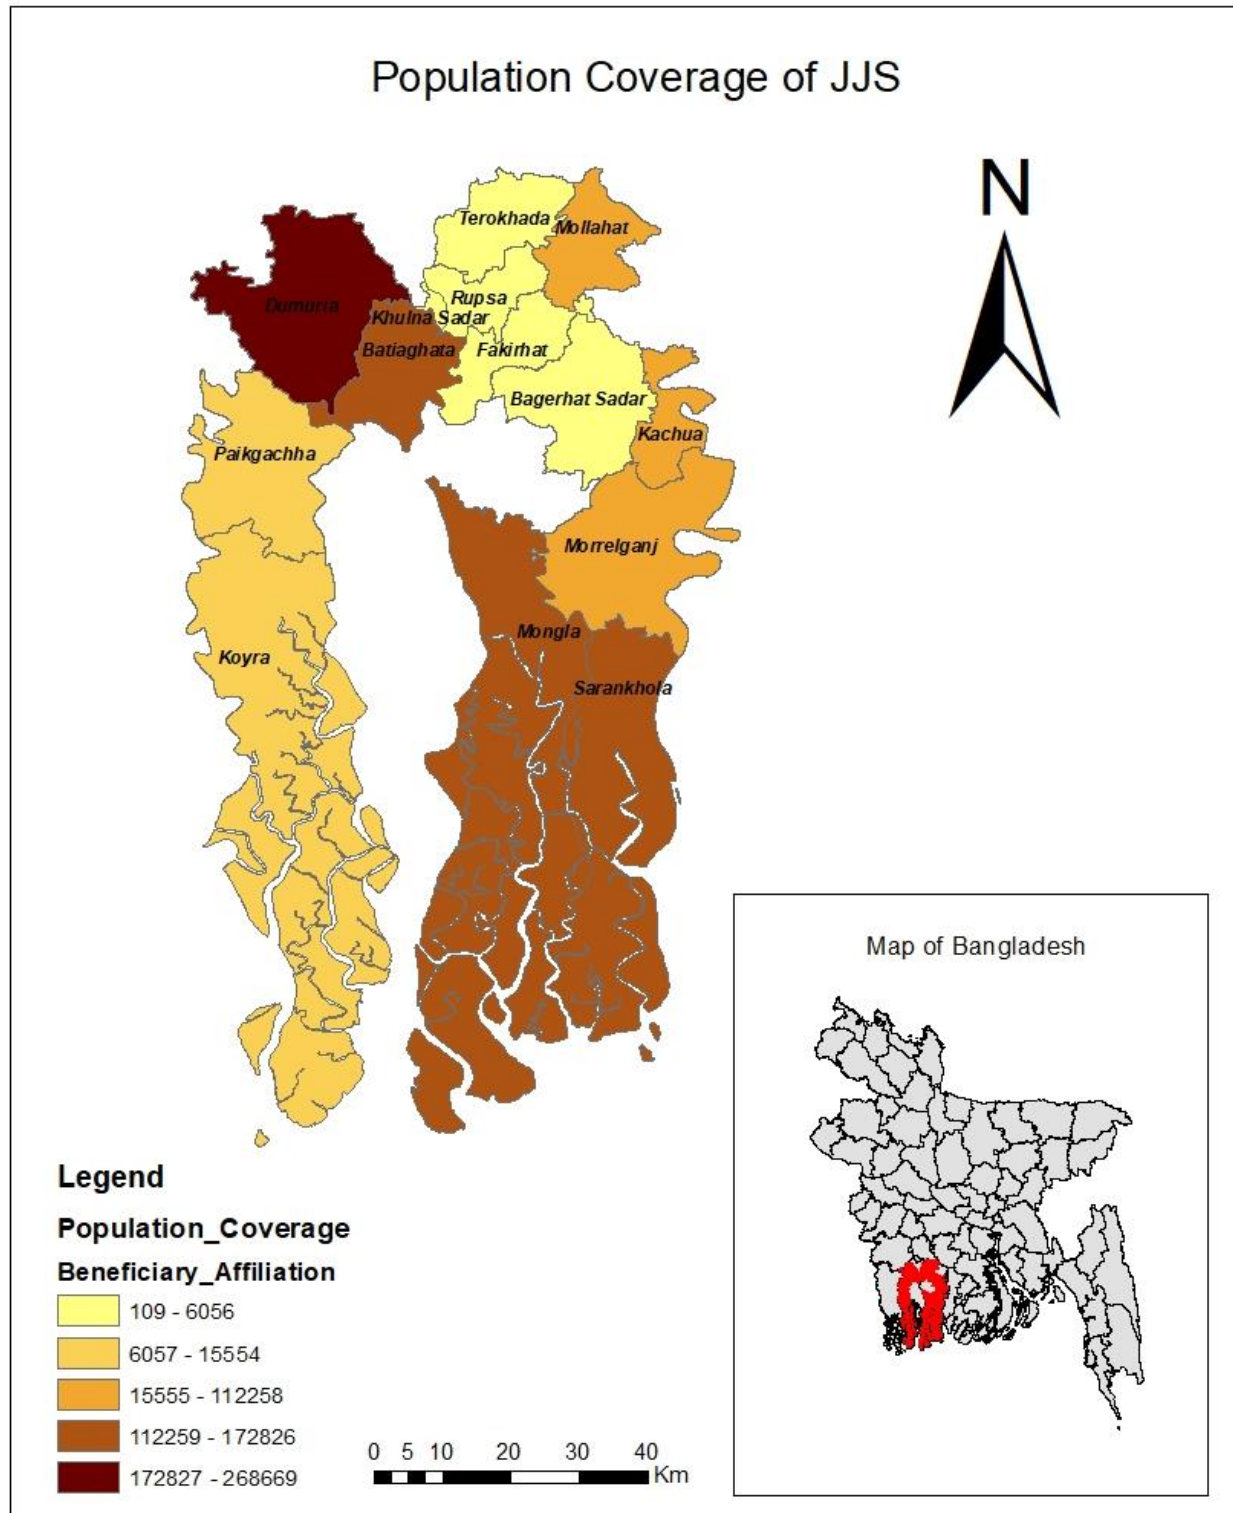 Population Coverage of JJS
N
Terokhada
Mollahat
Dumuria
Rupsa
Khulna Sadar
Batiaghata
Fakirhat
Bagerhat Sadar
Kachua
Paikgachha
Morrelganj
Mongla
Koyra
Sarankhola
Map of Bangladesh
Legend
Population_Coverage
Beneficiary_Affiliation
109 - 6056
6057 - 15554
15555 - 112258
112259 - 172826
172827 - 268669
0 5 10 20 30 40
Km